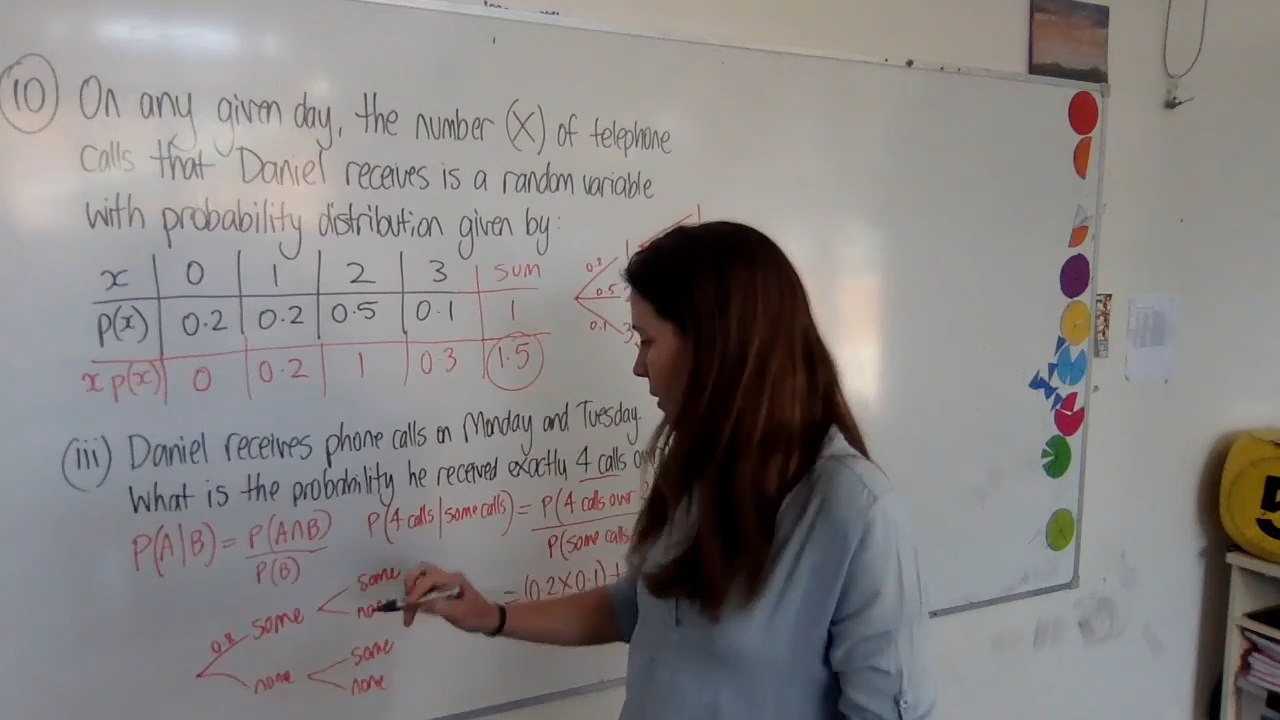 10 On any given day, the number (X) of telephone
calls that Daniel receives is a random variable
with probability distribution given by:
x 0 1 2 3 sum
p(x) 0.2 0.2 0.5 0.1 1
x p(x) 0 0.2 1 0.3 1.5
1
0.2
0.5
0.1 3
(iii) Daniel receives phone calls on Monday and Tuesday.
What is the probability he received exactly 4 calls
P(A|B) = P(A∩B)
P(B)
P(4 calls|some calls) = P(4 calls over
P(some calls
= (0.2×0.1) +
0.8 some
some
none
some
none
none
5